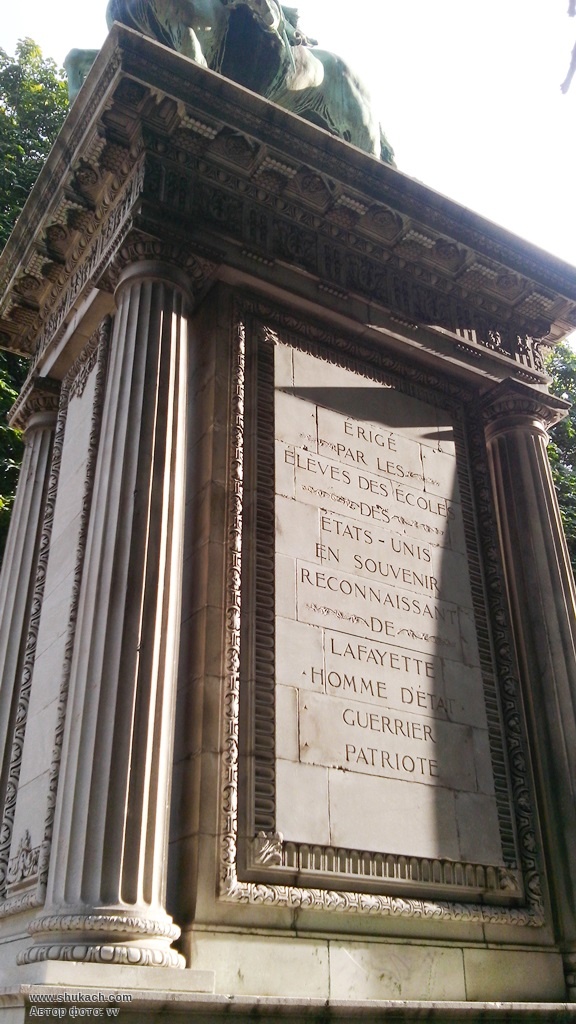 ÉRIGÉ
PAR LES
ÉLÈVES DES ÉCOLES
DES
ÉTATS-UNIS
EN SOUVENIR
RECONNAISSANT
DE
LAFAYETTE
HOMME D'ÉTAT
GUERRIER
PATRIOTE
www.shukach.com
Автор фото: vv